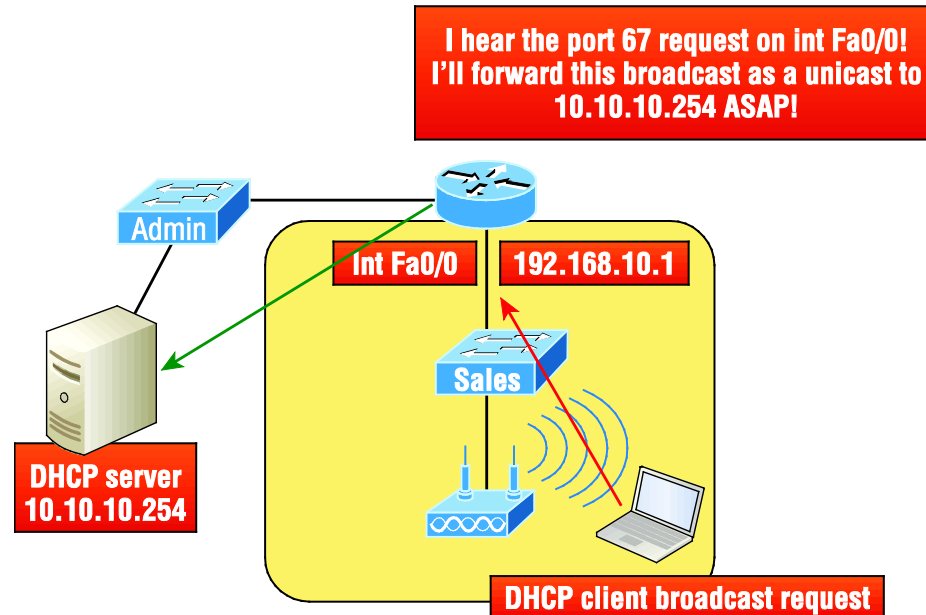 I hear the port 67 request on int Fa0/0!
I'll forward this broadcast as a unicast to
10.10.10.254 ASAP!
Admin
Int Fa0/0
192.168.10.1
Sales
DHCP server
10.10.10.254
DHCP client broadcast request